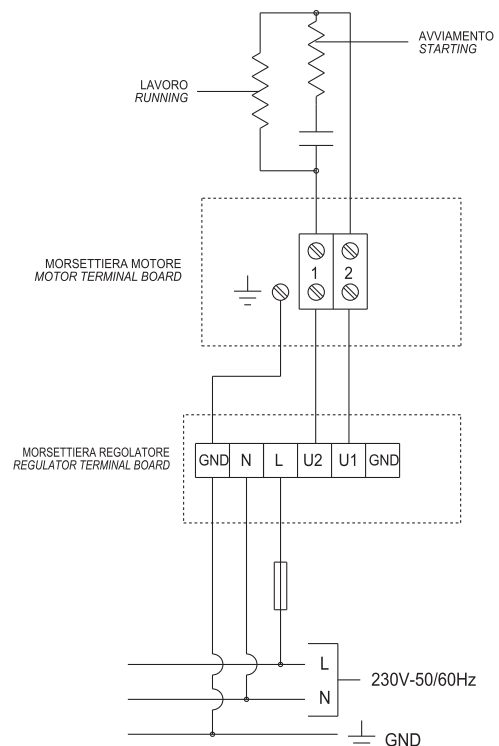 AVVIAMENTO
STARTING
LAVORO
RUNNING
MORSETTIERA MOTORE
MOTOR TERMINAL BOARD
1 2
MORSETTIERA REGOLATORE
REGULATOR TERMINAL BOARD
GND N L U2 U1 GND
L
230V-50/60Hz
N
GND